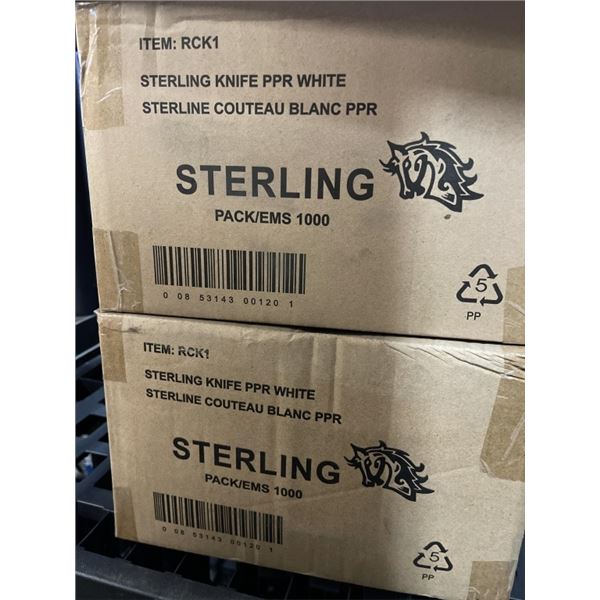 ITEM: RCK1
STERLING KNIFE PPR WHITE
STERLINE COUTEAU BLANC PPR
STERLING
PACK/EMS 1000
0 08 53143 00120 1
5
PP
ITEM: RCK1
STERLING KNIFE PPR WHITE
STERLINE COUTEAU BLANC PPR
STERLING
PACK/EMS 1000
0 08 53143 00120 1
5
PP